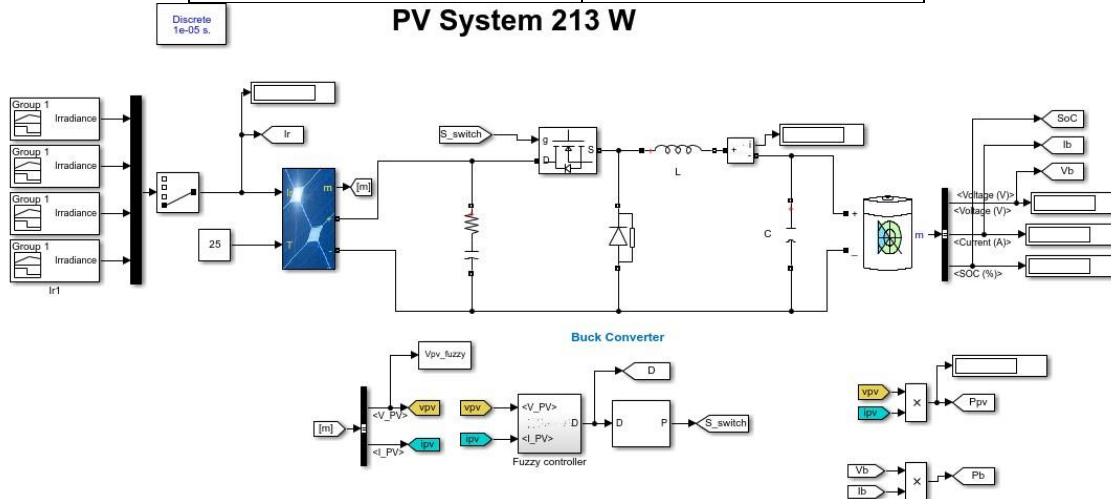 PV System 213 W
Discrete
1e-05 s.
Group 1
Irradiance
Group 1
Irradiance
Group 1
Irradiance
Group 1
Irradiance
Ir1
Ir
25
T
m
[m]
S_switch
g
D
S
L
+
i
-
C
+
_
m
SoC
Ib
Vb
<Voltage (V)>
<Voltage (V)>
<Current (A)>
<SOC (%)>
Buck Converter
[m]
<V_PV>
<I_PV>
Vpv_fuzzy
vpv
ipv
vpv
ipv
<V_PV>
<I_PV>
D
Fuzzy controller
D
D
P
S_switch
vpv
ipv
×
Ppv
Vb
Ib
×
Pb